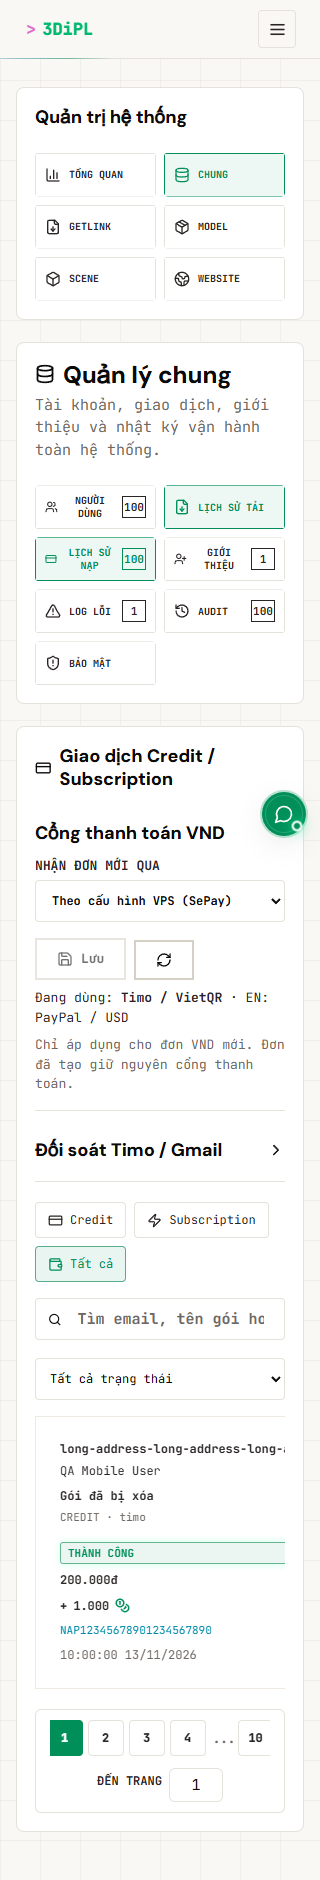 > 3DiPL
Quản trị hệ thống
TỔNG QUAN
CHUNG
GETLINK
MODEL
SCENE
WEBSITE
Quản lý chung
Tài khoản, giao dịch, giới
thiệu và nhật ký vận hành
toàn hệ thống.
NGƯỜI
DÙNG
100
LỊCH SỬ TẢI
LỊCH SỬ
NẠP
100
GIỚI
THIỆU
1
LOG LỖI
1
AUDIT
100
BẢO MẬT
Giao dịch Credit /
Subscription
Cổng thanh toán VND
NHẬN ĐƠN MỚI QUA
Theo cấu hình VPS (SePay)
Lưu
Đang dùng: Timo / VietQR · EN:
PayPal / USD
Chỉ áp dụng cho đơn VND mới. Đơn
đã tạo giữ nguyên cổng thanh
toán.
Đối soát Timo / Gmail
Credit
Subscription
Tất cả
Tìm email, tên gói ho
Tất cả trạng thái
long-address-long-address-long-
QA Mobile User
Gói đã bị xóa
CREDIT · timo
THÀNH CÔNG
200.000đ
+ 1.000
NAP12345678901234567890
10:00:00 13/11/2026
1 2 3 4 ... 10
ĐẾN TRANG 1